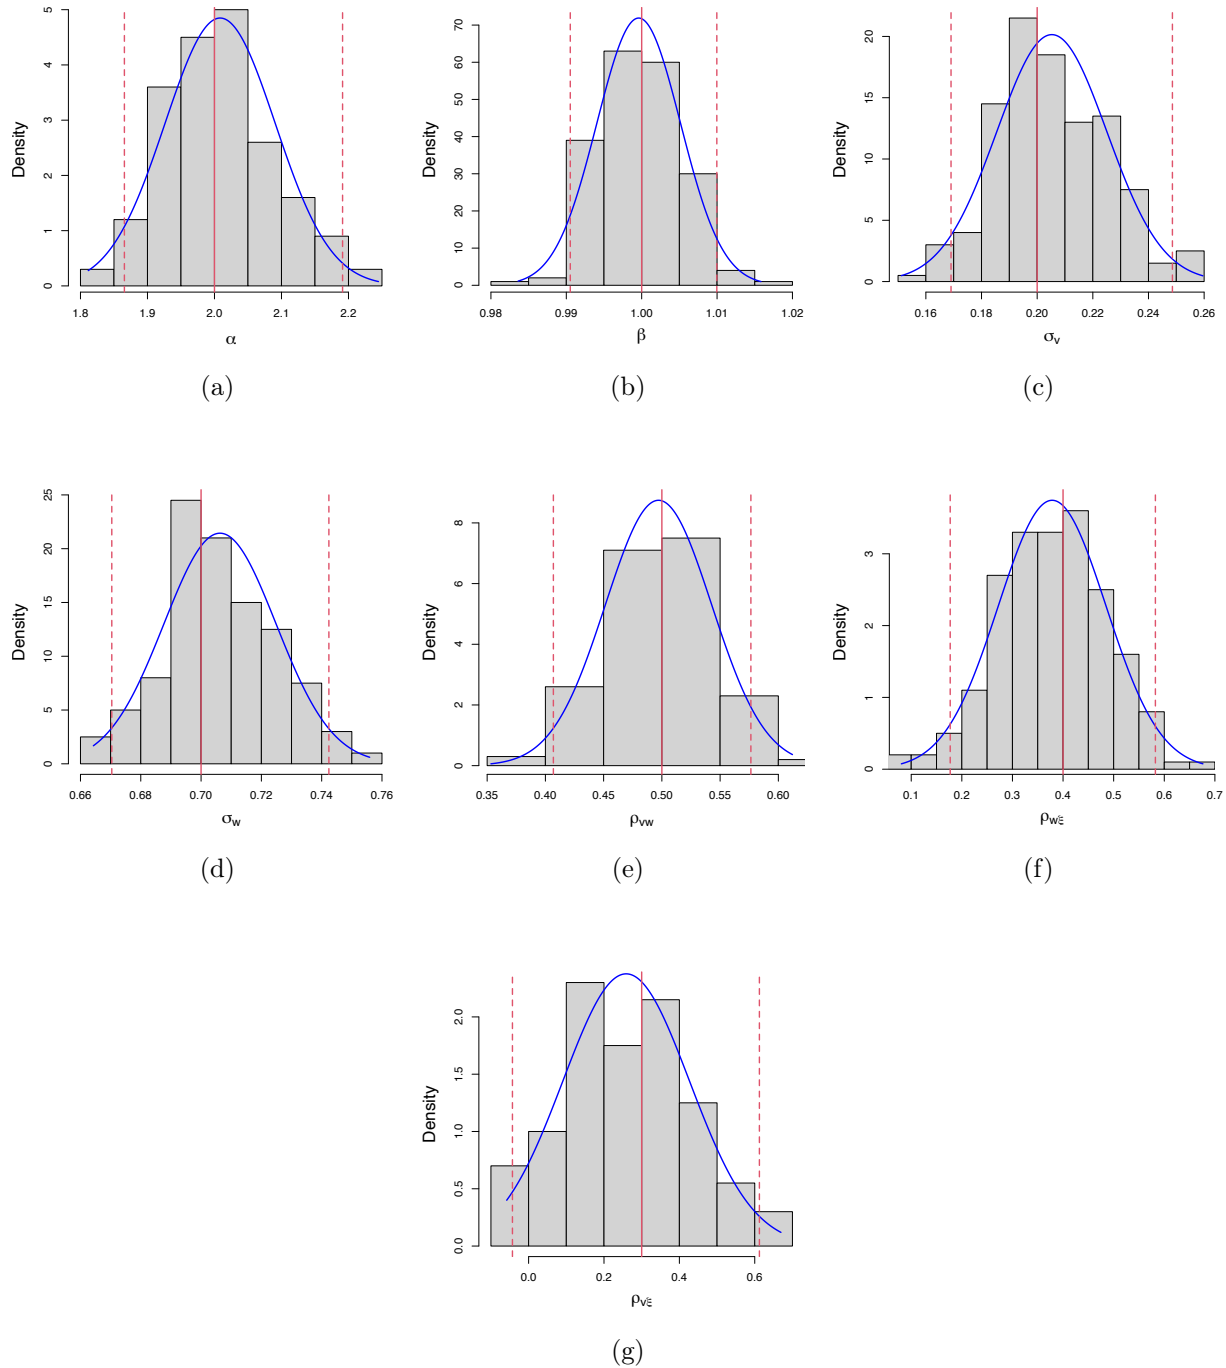 Density
0 1 2 3 4 5
1.8 1.9 2.0 2.1 2.2
α
(a)
Density
0 10 20 30 40 50 60 70
0.98 0.99 1.00 1.01 1.02
β
(b)
Density
0 5 10 15 20
0.16 0.18 0.20 0.22 0.24 0.26
σv
(c)
Density
0 5 10 15 20 25
0.66 0.68 0.70 0.72 0.74 0.76
σw
(d)
Density
0 2 4 6 8
0.35 0.40 0.45 0.50 0.55 0.60
ρvw
(e)
Density
0 1 2 3
0.1 0.2 0.3 0.4 0.5 0.6 0.7
ρwξ
(f)
Density
0.0 0.5 1.0 1.5 2.0
0.0 0.2 0.4 0.6
ρvξ
(g)